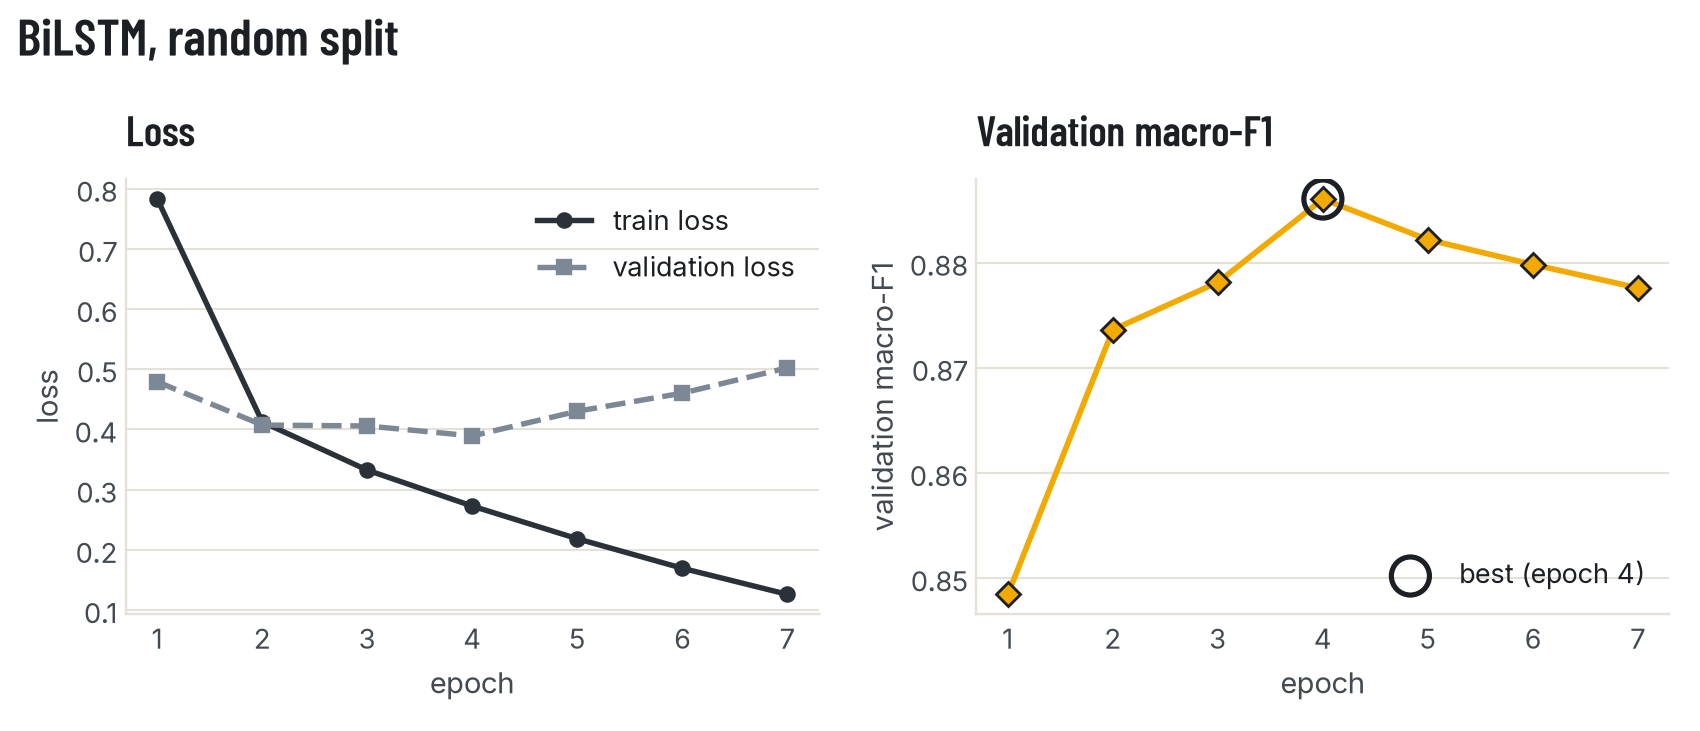 BiLSTM, random split
Loss
0.8
0.7
0.6
0.5
0.4
0.3
0.2
0.1
loss
train loss
validation loss
1 2 3 4 5 6 7
epoch
Validation macro-F1
0.88
0.87
0.86
0.85
validation macro-F1
best (epoch 4)
1 2 3 4 5 6 7
epoch